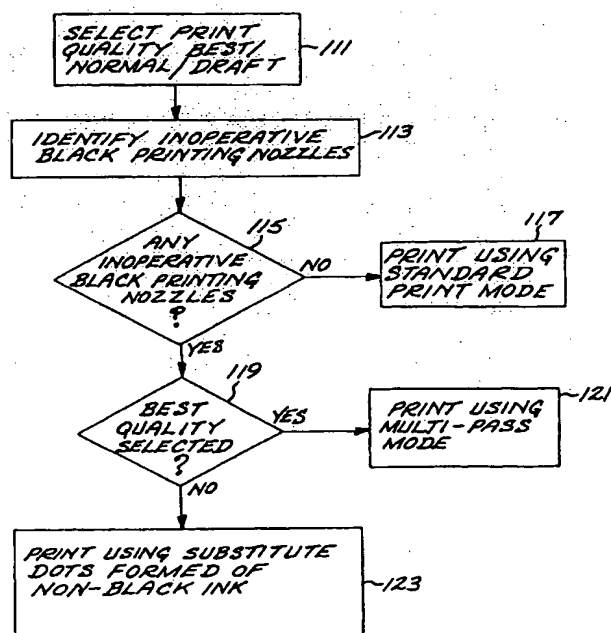 SELECT PRINT
QUALITY BEST/
NORMAL/DRAFT
111
IDENTIFY INOPERATIVE
BLACK PRINTING NOZZLES
113
115
ANY
INOPERATIVE
BLACK PRINTING
NOZZLES
?
NO
117
PRINT USING
STANDARD
PRINT MODE
YES
119
BEST
QUALITY
SELECTED
?
YES
121
PRINT USING
MULTI-PASS
MODE
NO
PRINT USING SUBSTITUTE
DOTS FORMED OF
NON-BLACK INK
123